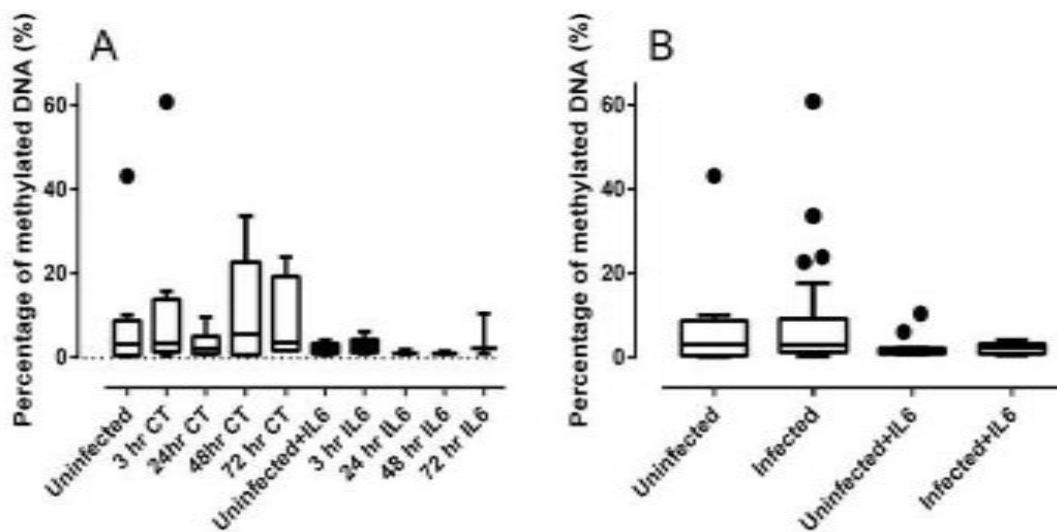 A
Percentage of methylated DNA (%)
60
40
20
0
Uninfected
3 hr CT
24hr CT
48hr CT
72 hr CT
Uninfected+IL6
3 hr IL6
24 hr IL6
48 hr IL6
72 hr IL6
B
Percentage of methylated DNA (%)
60
40
20
0
Uninfected
Infected
Uninfected+IL6
Infected+IL6